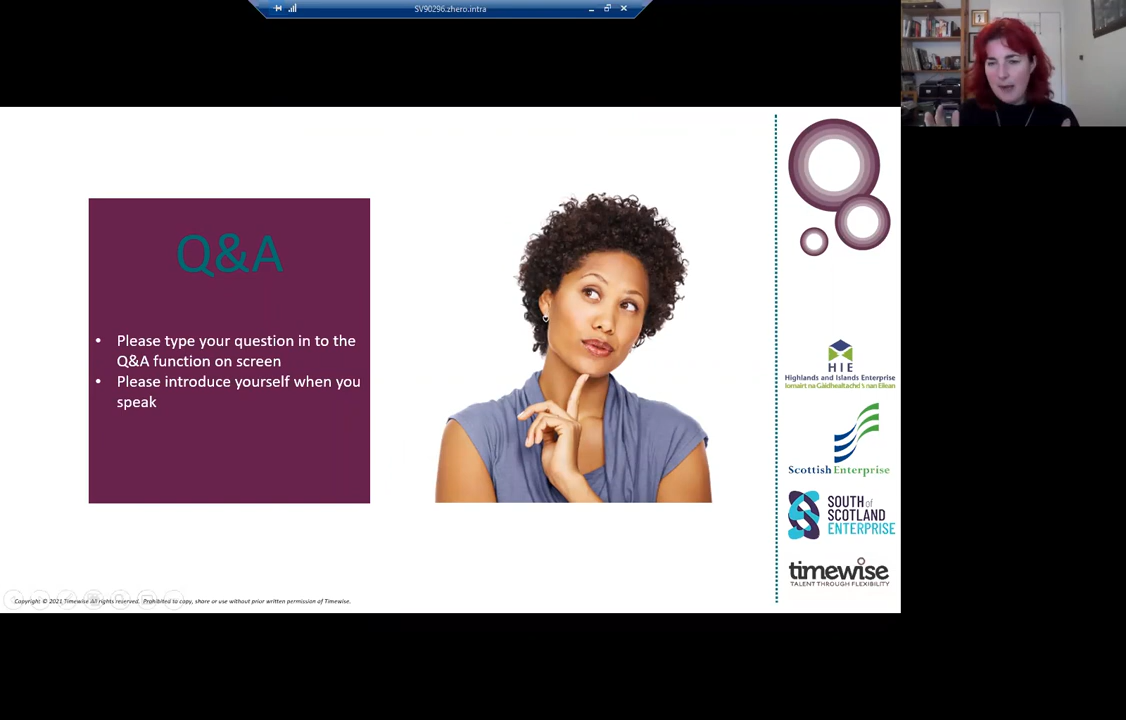 SV90296.zhero.intra
Q&A
• Please type your question in to the
Q&A function on screen
• Please introduce yourself when you
speak
HIE
Highlands and Islands Enterprise
Iomairt na Gàidhealtachd 's nan Eilean
Scottish Enterprise
SOUTH of
SCOTLAND
ENTERPRISE
timewise
TALENT THROUGH FLEXIBILITY
Copyright © 2021 Timewise All rights reserved. Prohibited to copy, share or use without prior written permission of Timewise.